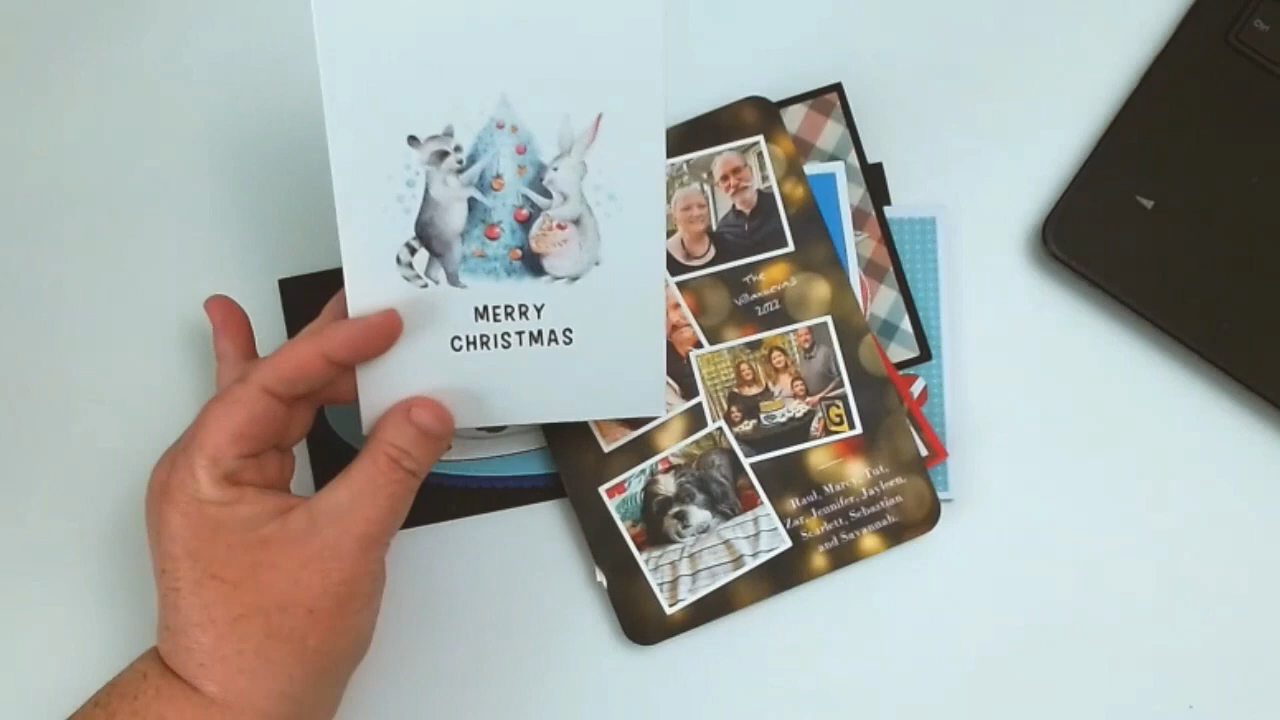 MERRY
CHRISTMAS
The
Villanuevas
2022
Raul, Marcy, Tut,
Zar, Jennifer, Jayleen,
Scarlett, Sebastian
and Savannah.
G